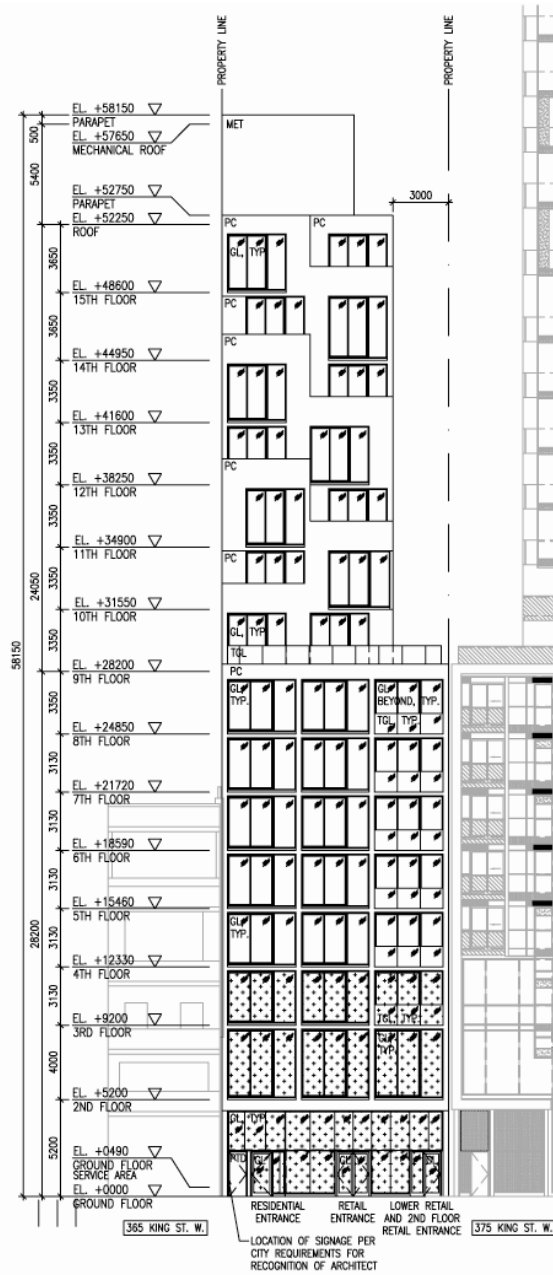 PROPERTY LINE
PROPERTY LINE
EL. +58150
PARAPET
EL. +57650
MECHANICAL ROOF
MET
500
5400
EL. +52750
PARAPET
EL. +52250
ROOF
3000
PC
PC
GL, TYP
3650
EL. +48600
15TH FLOOR
PC
3650
PC
EL. +44950
14TH FLOOR
3350
EL. +41600
13TH FLOOR
3350
PC
EL. +38250
12TH FLOOR
3350
EL. +34900
11TH FLOOR
PC
3350
24050
EL. +31550
10TH FLOOR
GL, TYP
3350
TGL
58150
EL. +28200
9TH FLOOR
PC
GL,
TYP.
GL,
BEYOND, TYP.
TGL, TYP.
3350
EL. +24850
8TH FLOOR
3130
EL. +21720
7TH FLOOR
3130
EL. +18590
6TH FLOOR
3130
EL. +15460
5TH FLOOR
GL,
TYP.
3130
28200
EL. +12330
4TH FLOOR
3130
TGL, TYP.
EL. +9200
3RD FLOOR
GL,
TYP.
4000
EL. +5200
2ND FLOOR
GL, TYP
5200
EL. +0490
GROUND FLOOR
SERVICE AREA
MTL
GL
GL
GL
EL. +0000
GROUND FLOOR
365 KING ST. W.
RESIDENTIAL
ENTRANCE
RETAIL
ENTRANCE
LOWER RETAIL
AND 2ND FLOOR
RETAIL ENTRANCE
375 KING ST. W.
LOCATION OF SIGNAGE PER
CITY REQUIREMENTS FOR
RECOGNITION OF ARCHITECT